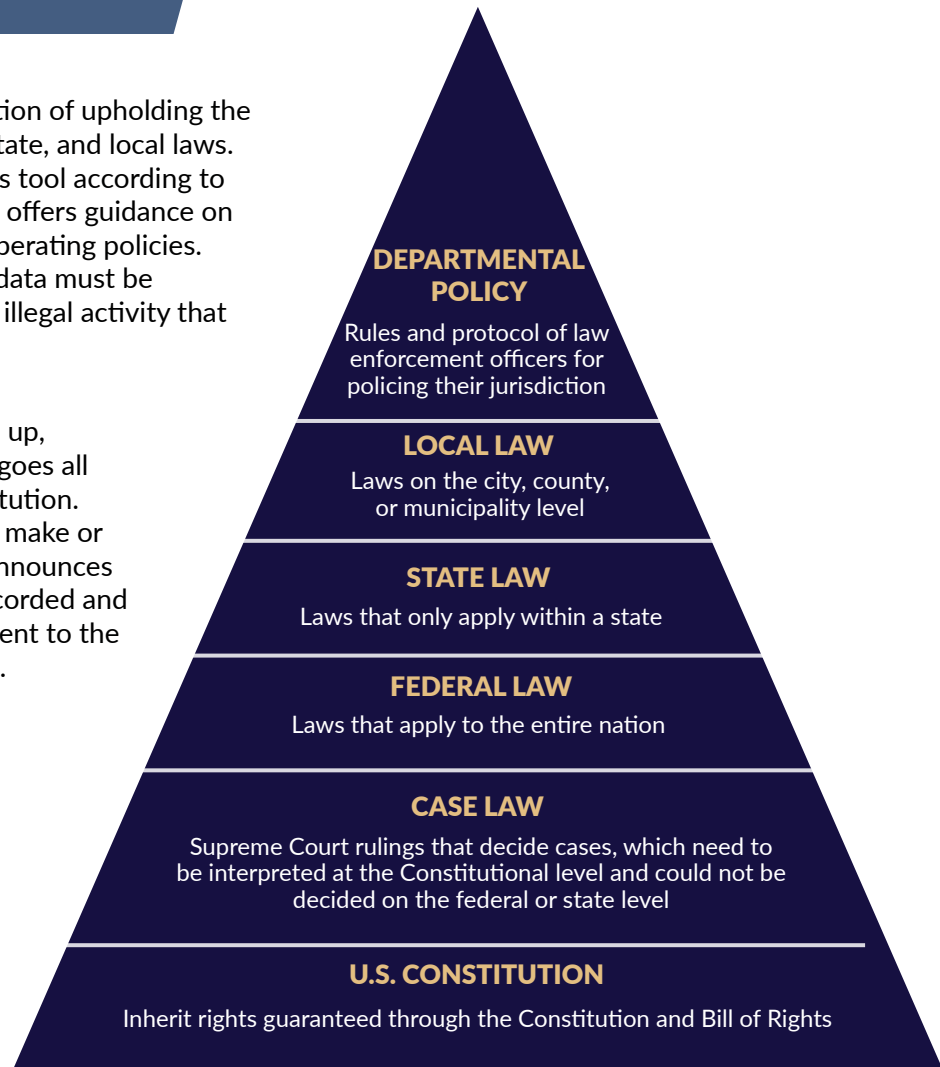 tion of upholding the
tate, and local laws.
s tool according to
offers guidance on
perating policies.
data must be
illegal activity that
up,
goes all
tution.
make or
nnounces
corded and
ent to the
.
DEPARTMENTAL
POLICY
Rules and protocol of law
enforcement officers for
policing their jurisdiction
LOCAL LAW
Laws on the city, county,
or municipality level
STATE LAW
Laws that only apply within a state
FEDERAL LAW
Laws that apply to the entire nation
CASE LAW
Supreme Court rulings that decide cases, which need to
be interpreted at the Constitutional level and could not be
decided on the federal or state level
U.S. CONSTITUTION
Inherit rights guaranteed through the Constitution and Bill of Rights